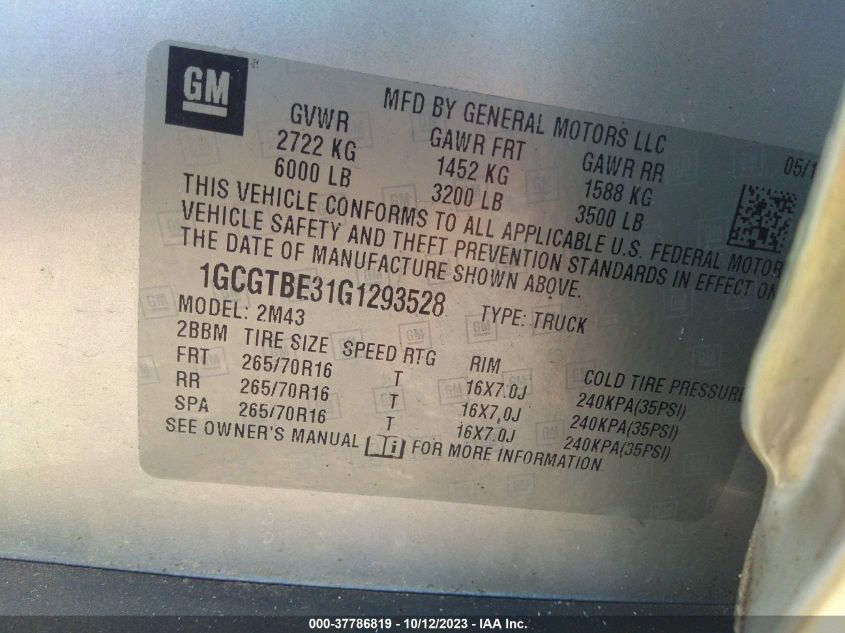 GM
MFD BY GENERAL MOTORS LLC
GVWR GAWR FRT GAWR RR 05/1
2722 KG 1452 KG 1588 KG
6000 LB 3200 LB 3500 LB
THIS VEHICLE CONFORMS TO ALL APPLICABLE U.S. FEDERAL MOTOR
VEHICLE SAFETY AND THEFT PREVENTION STANDARDS IN EFFECT ON
THE DATE OF MANUFACTURE SHOWN ABOVE.
1GCGTBE31G1293528 TYPE: TRUCK
MODEL: 2M43
2BBM TIRE SIZE SPEED RTG RIM COLD TIRE PRESSURE
FRT 265/70R16 T 16X7.0J 240KPA(35PSI)
RR 265/70R16 T 16X7.0J 240KPA(35PSI)
SPA 265/70R16 T 16X7.0J 240KPA(35PSI)
SEE OWNER'S MANUAL FOR MORE INFORMATION.
000-37786819 - 10/12/2023 - IAA Inc.